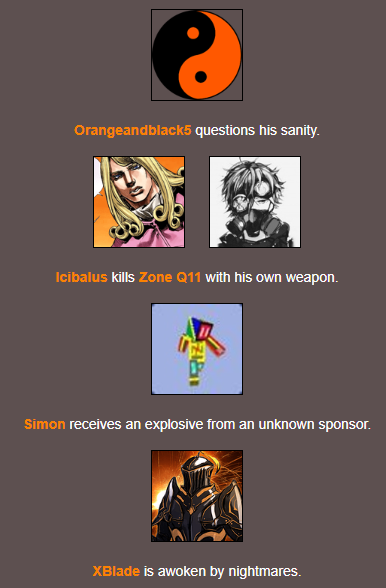 Orangeandblack5 questions his sanity.
Icibalus kills Zone Q11 with his own weapon.
Simon receives an explosive from an unknown sponsor.
XBlade is awoken by nightmares.